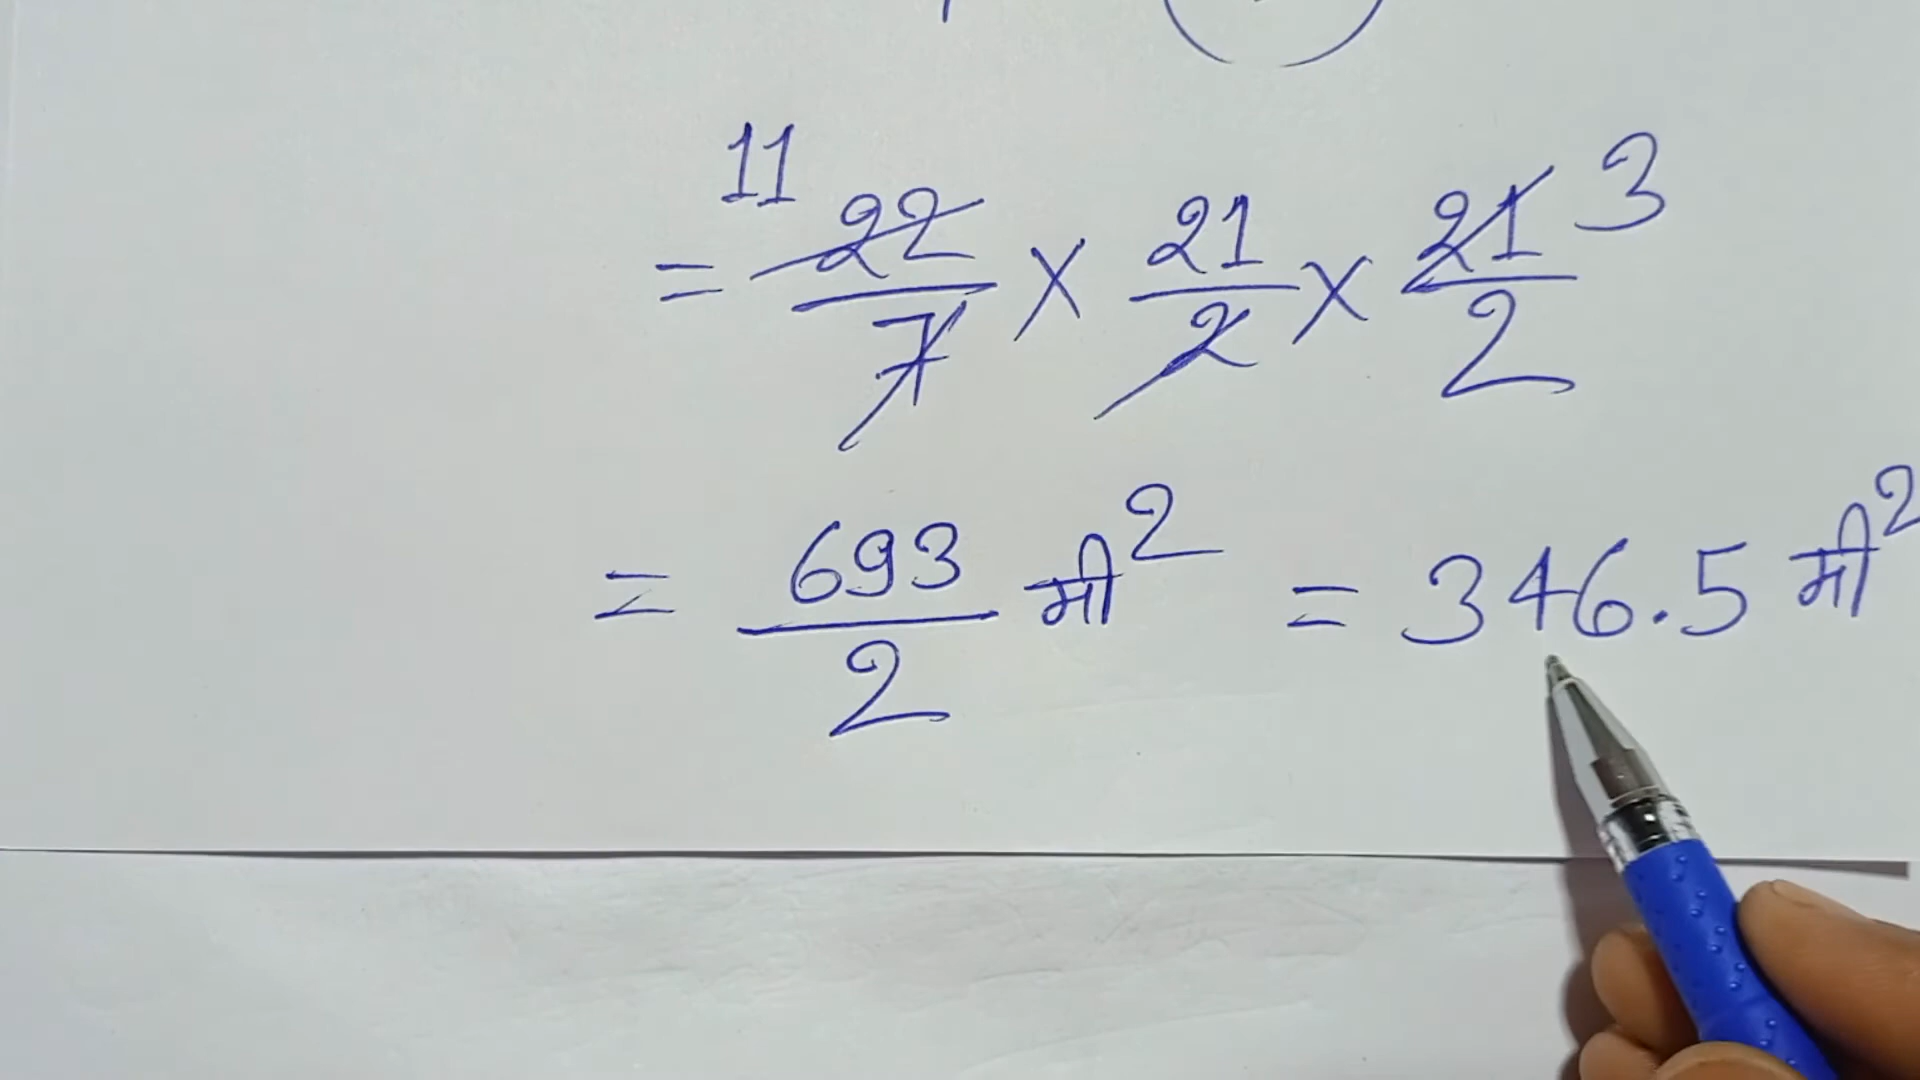 11
= 22/7 × 21/2 × 21/2 3
= 693/2 मी² = 346.5 मी²